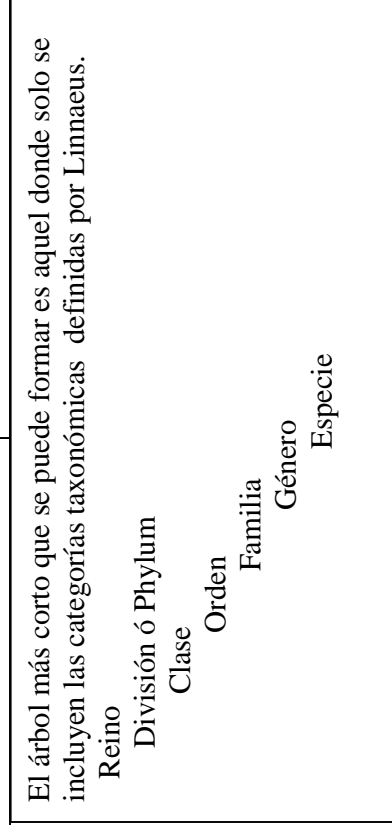 El árbol más corto que se puede formar es aquel donde solo se
incluyen las categorías taxonómicas definidas por Linnaeus.
Reino
División ó Phylum
Clase
Orden
Familia
Género
Especie